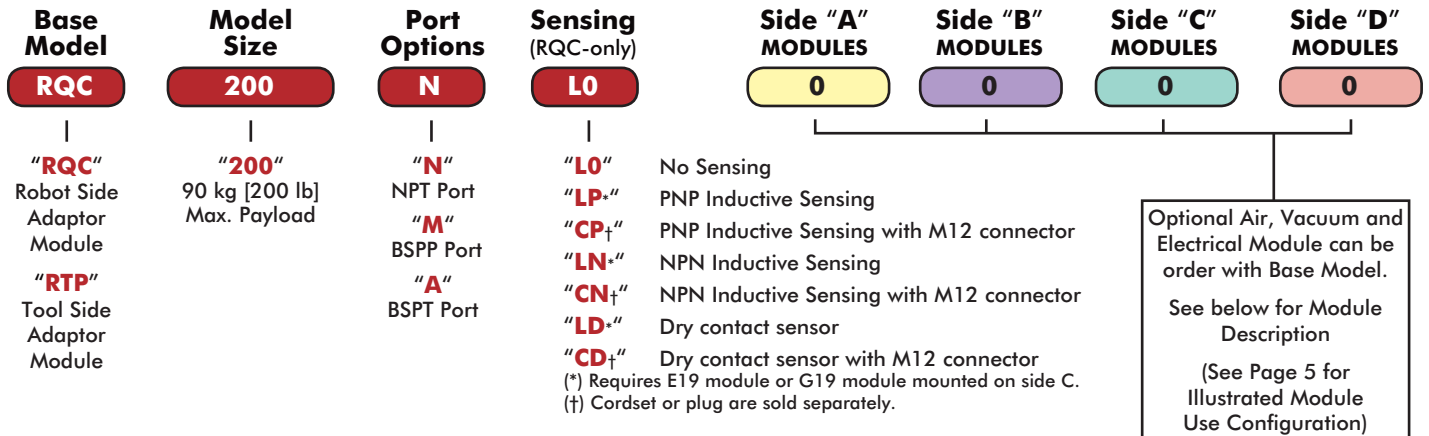 Base Model
Model Size
Port Options
Sensing (RQC-only)
Side "A" MODULES
Side "B" MODULES
Side "C" MODULES
Side "D" MODULES
RQC
200
N
L0
0
0
0
0
"RQC"
Robot Side
Adaptor
Module
"RTP"
Tool Side
Adaptor
Module
"200"
90 kg [200 lb]
Max. Payload
"N"
NPT Port
"M"
BSPP Port
"A"
BSPT Port
"L0" No Sensing
"LP*" PNP Inductive Sensing
"CP†" PNP Inductive Sensing with M12 connector
"LN*" NPN Inductive Sensing
"CN†" NPN Inductive Sensing with M12 connector
"LD*" Dry contact sensor
"CD†" Dry contact sensor with M12 connector
(*) Requires E19 module or G19 module mounted on side C.
(†) Cordset or plug are sold separately.
Optional Air, Vacuum and
Electrical Module can be
order with Base Model.
See below for Module
Description
(See Page 5 for
Illustrated Module
Use Configuration)